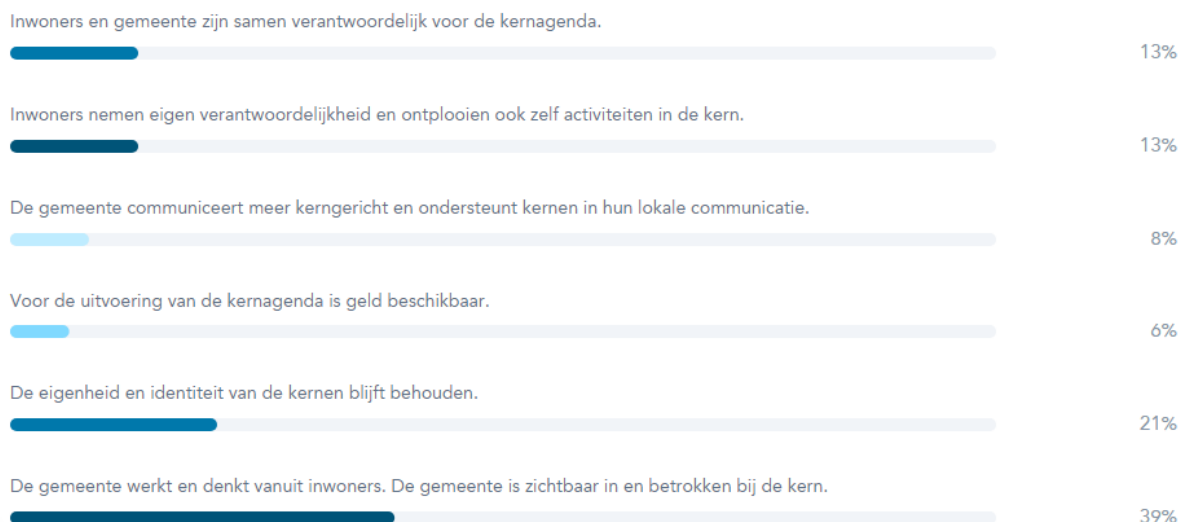 Inwoners en gemeente zijn samen verantwoordelijk voor de kernagenda.
13%
Inwoners nemen eigen verantwoordelijkheid en ontplooien ook zelf activiteiten in de kern.
13%
De gemeente communiceert meer kerngericht en ondersteunt kernen in hun lokale communicatie.
8%
Voor de uitvoering van de kernagenda is geld beschikbaar.
6%
De eigenheid en identiteit van de kernen blijft behouden.
21%
De gemeente werkt en denkt vanuit inwoners. De gemeente is zichtbaar in en betrokken bij de kern.
39%